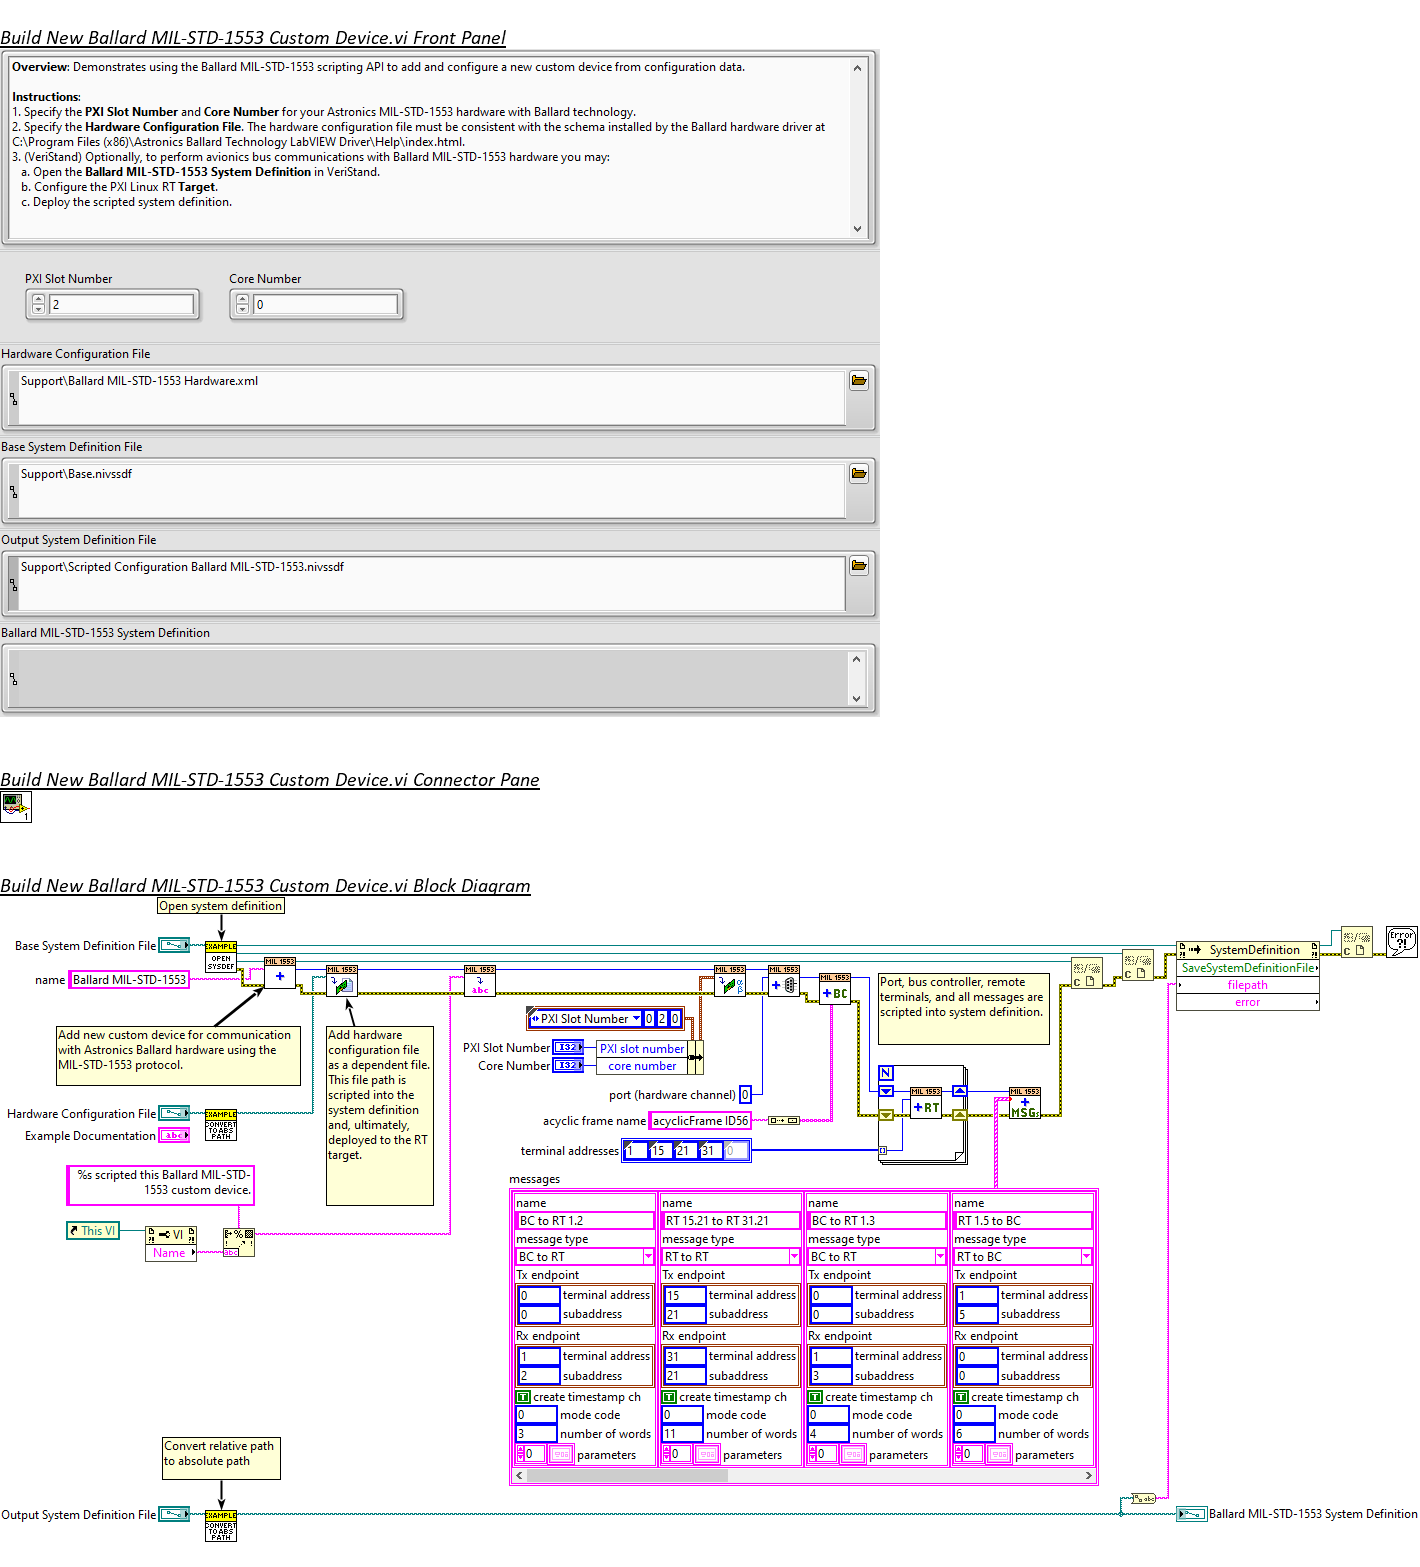 Build New Ballard MIL-STD-1553 Custom Device.vi Front Panel
Overview: Demonstrates using the Ballard MIL-STD-1553 scripting API to add and configure a new custom device from configuration data.
Instructions:
1. Specify the PXI Slot Number and Core Number for your Astronics MIL-STD-1553 hardware with Ballard technology.
2. Specify the Hardware Configuration File. The hardware configuration file must be consistent with the schema installed by the Ballard hardware driver at
C:\Program Files (x86)\Astronics Ballard Technology LabVIEW Driver\Help\index.html.
3. (VeriStand) Optionally, to perform avionics bus communications with Ballard MIL-STD-1553 hardware you may:
a. Open the Ballard MIL-STD-1553 System Definition in VeriStand.
b. Configure the PXI Linux RT Target.
c. Deploy the scripted system definition.
PXI Slot Number
Core Number
2
0
Hardware Configuration File
Support\Ballard MIL-STD-1553 Hardware.xml
Base System Definition File
Support\Base.nivssdf
Output System Definition File
Support\Scripted Configuration Ballard MIL-STD-1553.nivssdf
Ballard MIL-STD-1553 System Definition
Build New Ballard MIL-STD-1553 Custom Device.vi Connector Pane
1
Build New Ballard MIL-STD-1553 Custom Device.vi Block Diagram
Open system definition
Base System Definition File
EXAMPLE
OPEN
SYSDEF
name
Ballard MIL-STD-1553
MIL 1553
MIL 1553
MIL 1553
abc
MIL 1553
MIL 1553
MIL 1553
+BC
Add new custom device for communication
with Astronics Ballard hardware using the
MIL-STD-1553 protocol.
Add hardware
configuration file
as a dependent file.
This file path is
scripted into the
system definition
and, ultimately,
deployed to the RT
target.
Port, bus controller, remote
terminals, and all messages are
scripted into system definition.
SystemDefinition
SaveSystemDefinitionFile
filepath
error
Error
?!
PXI Slot Number
0
2
0
PXI Slot Number
I32
PXI slot number
Core Number
I32
core number
port (hardware channel)
0
acyclic frame name
acyclicFrame ID56
terminal addresses
1
15
21
31
0
N
MIL 1553
+RT
MIL 1553
+
MSGs
Hardware Configuration File
Example Documentation
abc
EXAMPLE
CONVERT
TO ABS
PATH
%s scripted this Ballard MIL-STD-
1553 custom device.
This VI
VI
Name
abc
messages
name
BC to RT 1.2
message type
BC to RT
Tx endpoint
0 terminal address
0 subaddress
Rx endpoint
1 terminal address
2 subaddress
T create timestamp ch
0 mode code
3 number of words
0 parameters
name
RT 15.21 to RT 31.21
message type
RT to RT
Tx endpoint
15 terminal address
21 subaddress
Rx endpoint
31 terminal address
21 subaddress
T create timestamp ch
0 mode code
11 number of words
0 parameters
name
BC to RT 1.3
message type
BC to RT
Tx endpoint
0 terminal address
0 subaddress
Rx endpoint
1 terminal address
3 subaddress
T create timestamp ch
0 mode code
4 number of words
0 parameters
name
RT 1.5 to BC
message type
RT to BC
Tx endpoint
1 terminal address
5 subaddress
Rx endpoint
0 terminal address
0 subaddress
T create timestamp ch
0 mode code
6 number of words
0 parameters
Convert relative path
to absolute path
Output System Definition File
EXAMPLE
CONVERT
TO ABS
PATH
Ballard MIL-STD-1553 System Definition